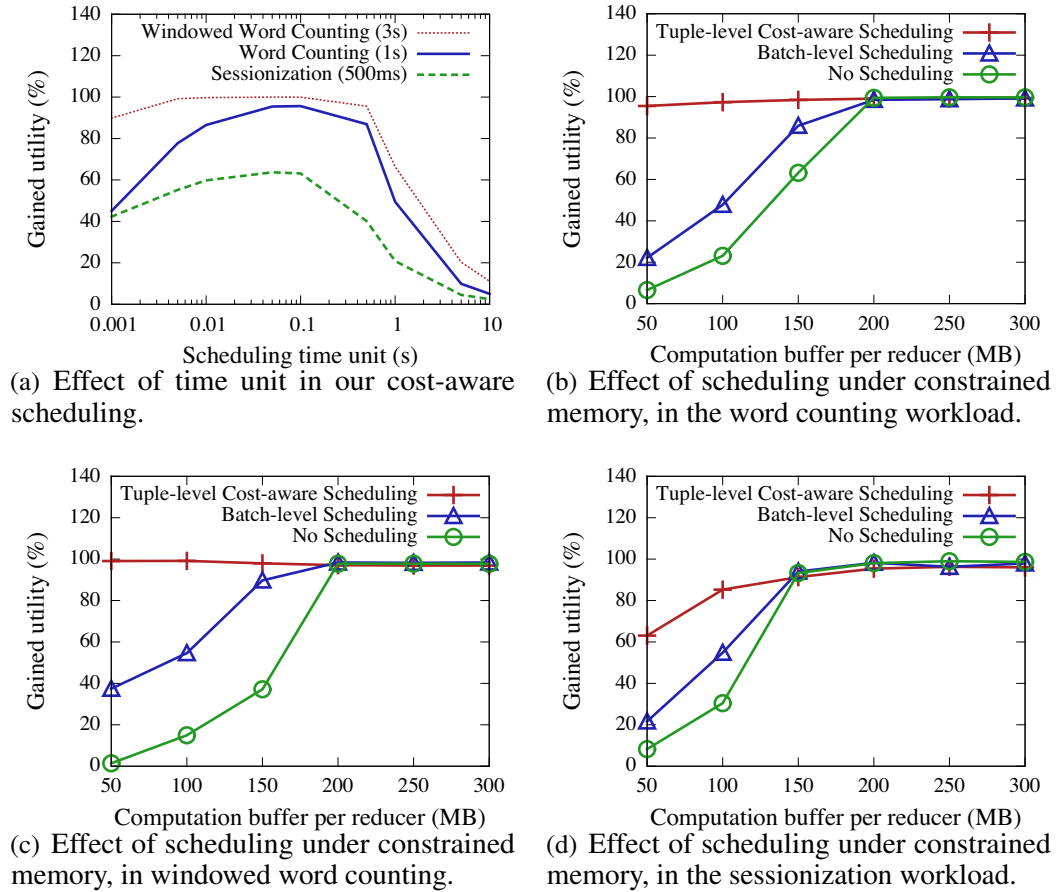 140
120
100
80
60
40
20
0
Gained utility (%)
Windowed Word Counting (3s)
Word Counting (1s)
Sessionization (500ms)
0.001 0.01 0.1 1 10
Scheduling time unit (s)
(a) Effect of time unit in our cost-aware
scheduling.
140
120
100
80
60
40
20
0
Gained utility (%)
Tuple-level Cost-aware Scheduling
Batch-level Scheduling
No Scheduling
50 100 150 200 250 300
Computation buffer per reducer (MB)
(b) Effect of scheduling under constrained
memory, in the word counting workload.
140
120
100
80
60
40
20
0
Gained utility (%)
Tuple-level Cost-aware Scheduling
Batch-level Scheduling
No Scheduling
50 100 150 200 250 300
Computation buffer per reducer (MB)
(c) Effect of scheduling under constrained
memory, in windowed word counting.
140
120
100
80
60
40
20
0
Gained utility (%)
Tuple-level Cost-aware Scheduling
Batch-level Scheduling
No Scheduling
50 100 150 200 250 300
Computation buffer per reducer (MB)
(d) Effect of scheduling under constrained
memory, in the sessionization workload.